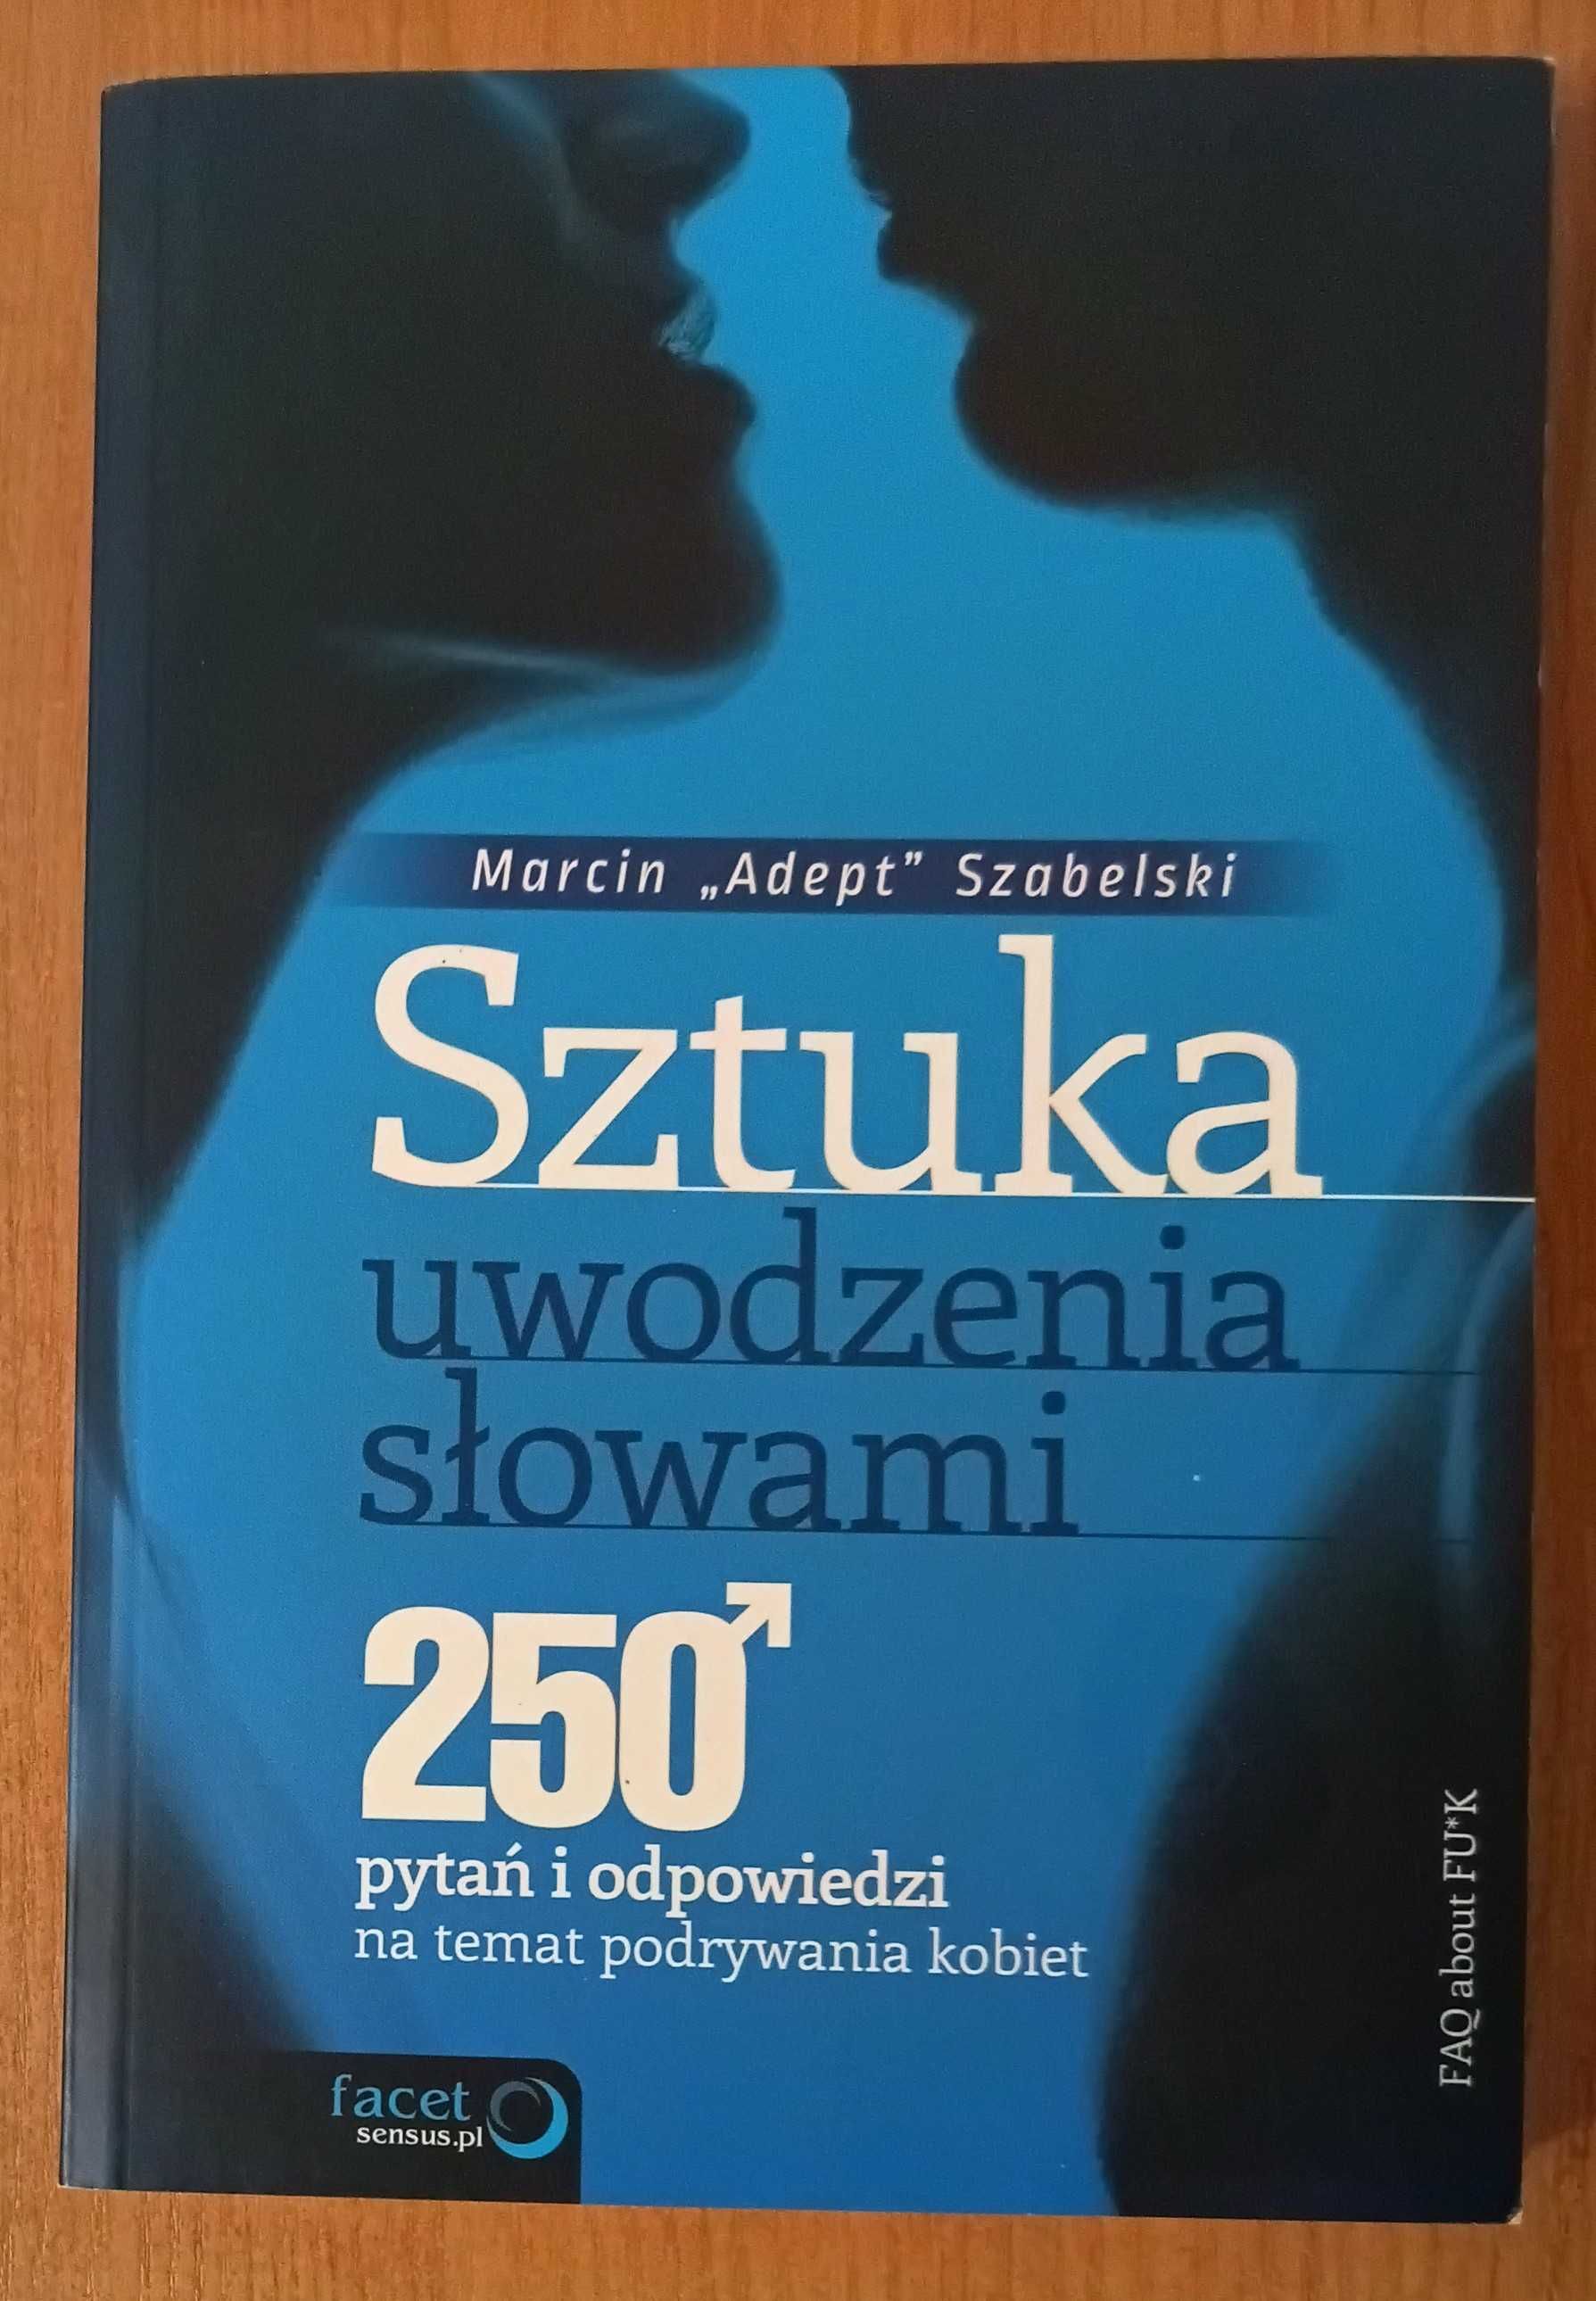 Marcin „Adept” Szabelski
Sztuka
uwodzenia
słowami
250
pytań i odpowiedzi
na temat podrywania kobiet
facet
sensus.pl
FAQ about FU*K